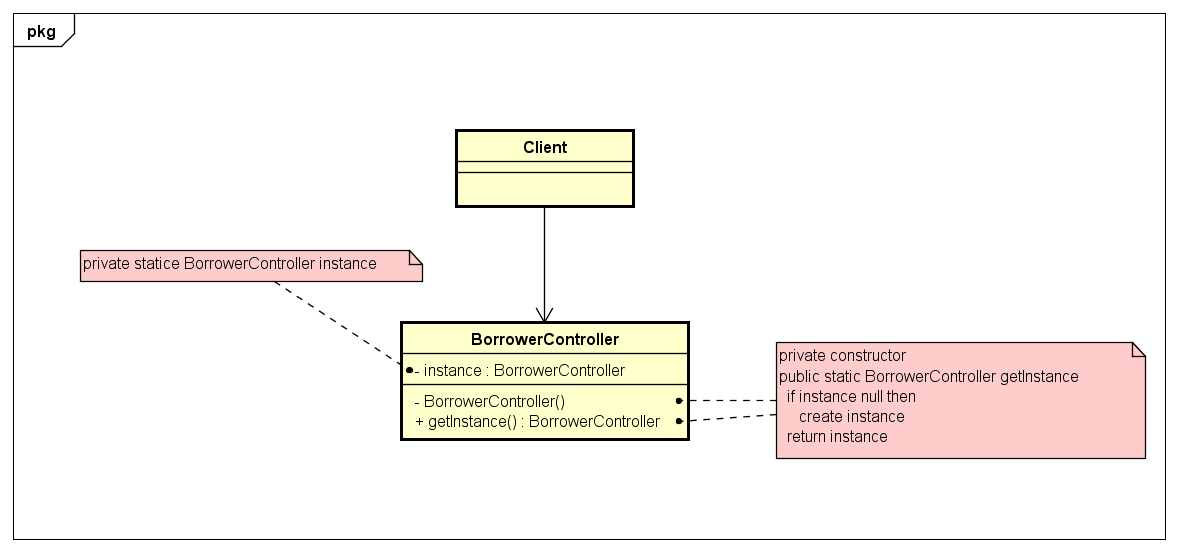 pkg
Client
private statice BorrowerController instance
BorrowerController
- instance : BorrowerController
- BorrowerController()
+ getInstance() : BorrowerController
private constructor
public static BorrowerController getInstance
if instance null then
create instance
return instance